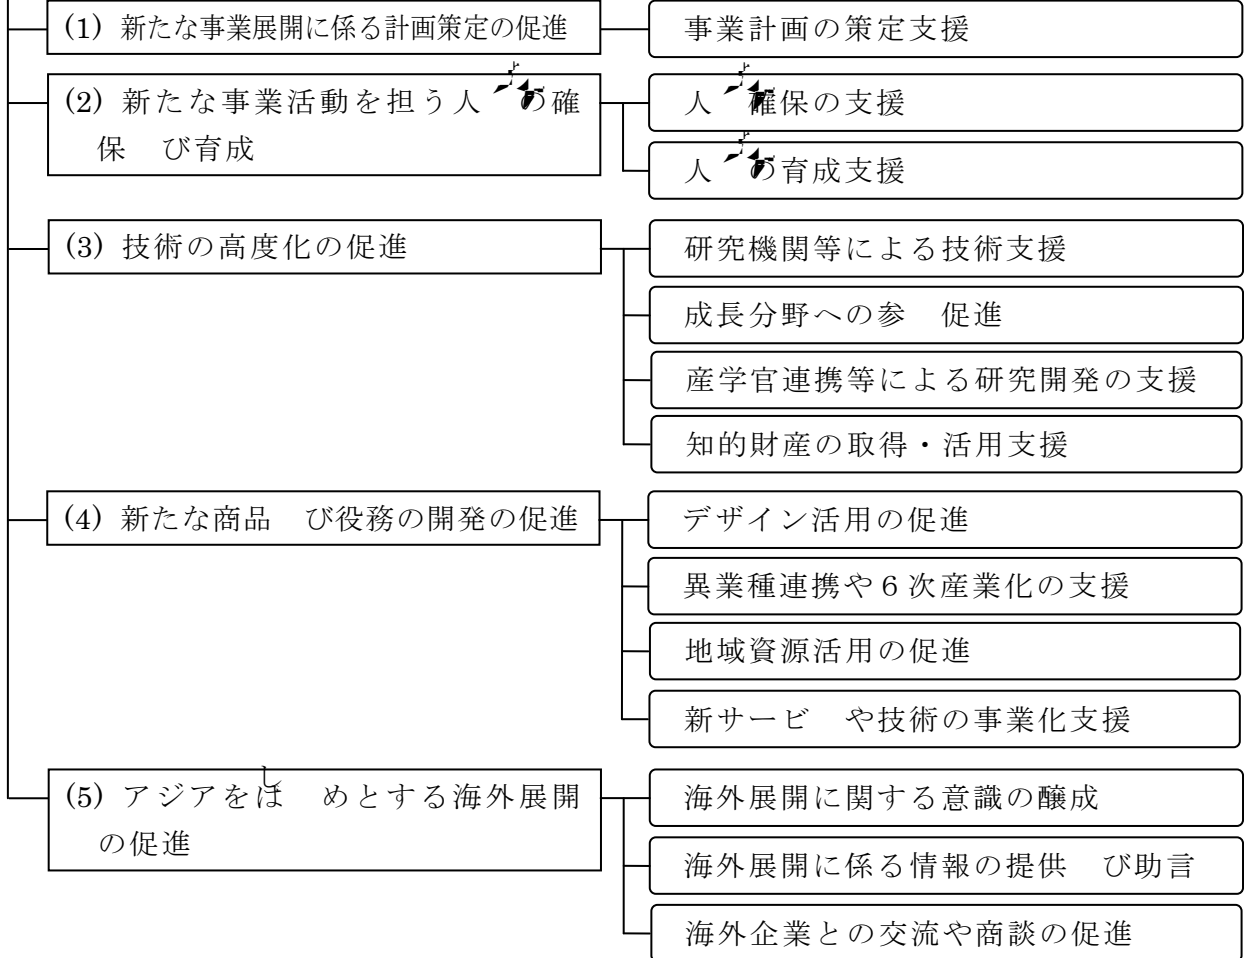 (1) 新たな事業展開に係る計画策定の促進
事業計画の策定支援
(2) 新たな事業活動を担う人 の確
保 び育成
人 確保の支援
人 の育成支援
(3) 技術の高度化の促進
研究機関等による技術支援
成長分野への参 促進
産学官連携等による研究開発の支援
知的財産の取得・活用支援
(4) 新たな商品 び役務の開発の促進
デザイン活用の促進
異業種連携や６次産業化の支援
地域資源活用の促進
新サービ や技術の事業化支援
(5) アジアをは めとする海外展開
の促進
海外展開に関する意識の醸成
海外展開に係る情報の提供 び助言
海外企業との交流や商談の促進